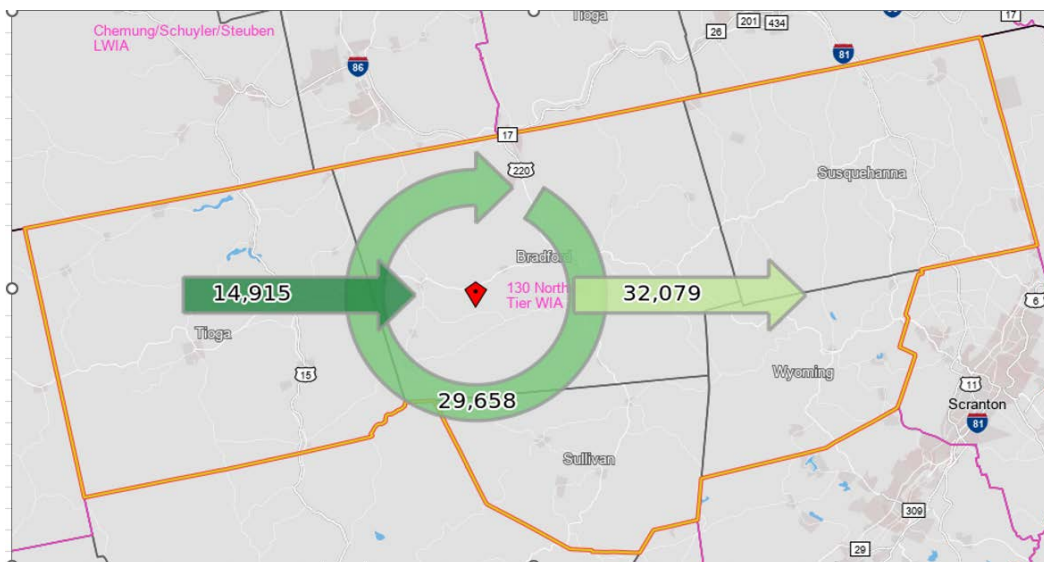 Chemung/Schuyler/Steuben
LWIA
Tioga
17
26
201
434
86
81
17
220
Susquehanna
Bradford
14,915
130 North
Tier WIA
32,079
6
Tioga
15
Wyoming
11
Scranton
29,658
81
Sullivan
309
29